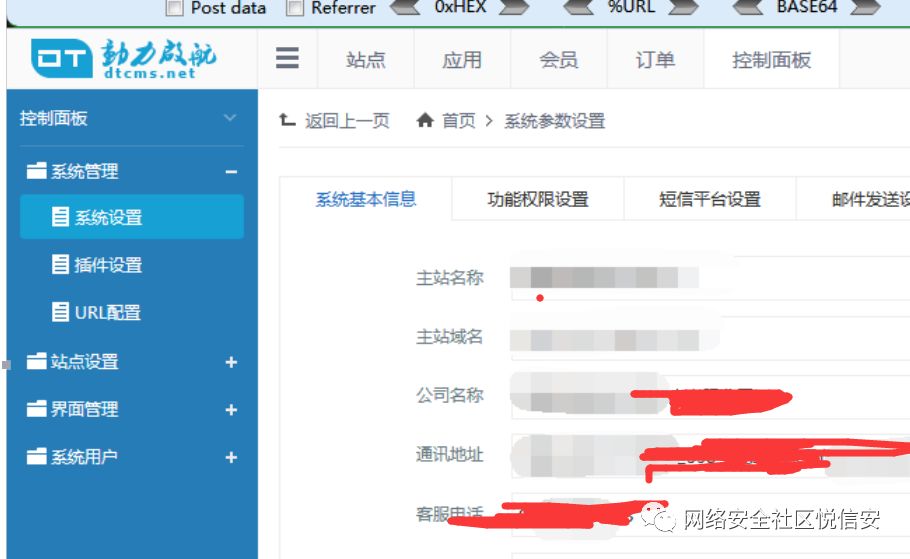 Post data Referrer 0xHEX %URL BASE64
動力啟航
dtcms.net
站点 应用 会员 订单 控制面板
控制面板
返回上一页 首页 > 系统参数设置
系统管理
系统基本信息 功能权限设置 短信平台设置 邮件发送设
系统设置
插件设置
主站名称
URL配置
主站域名
站点设置
公司名称
界面管理
通讯地址
系统用户
客服电话
网络安全社区悦信安